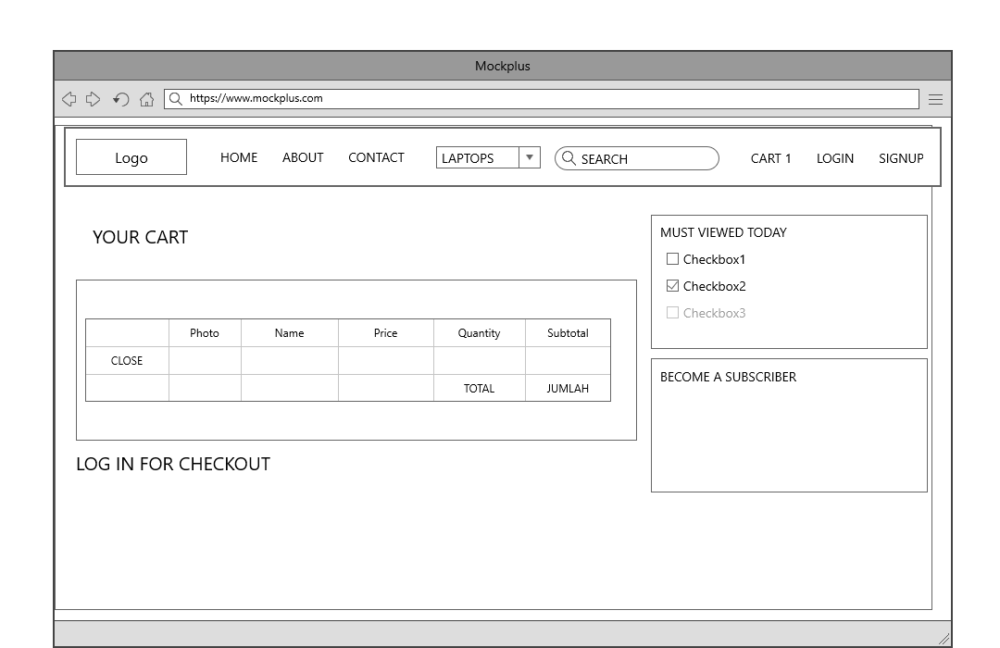 Mockplus
https://www.mockplus.com
Logo HOME ABOUT CONTACT LAPTOPS SEARCH CART 1 LOGIN SIGNUP
YOUR CART
Photo Name Price Quantity Subtotal
CLOSE
TOTAL JUMLAH
LOG IN FOR CHECKOUT
MUST VIEWED TODAY
Checkbox1
Checkbox2
Checkbox3
BECOME A SUBSCRIBER